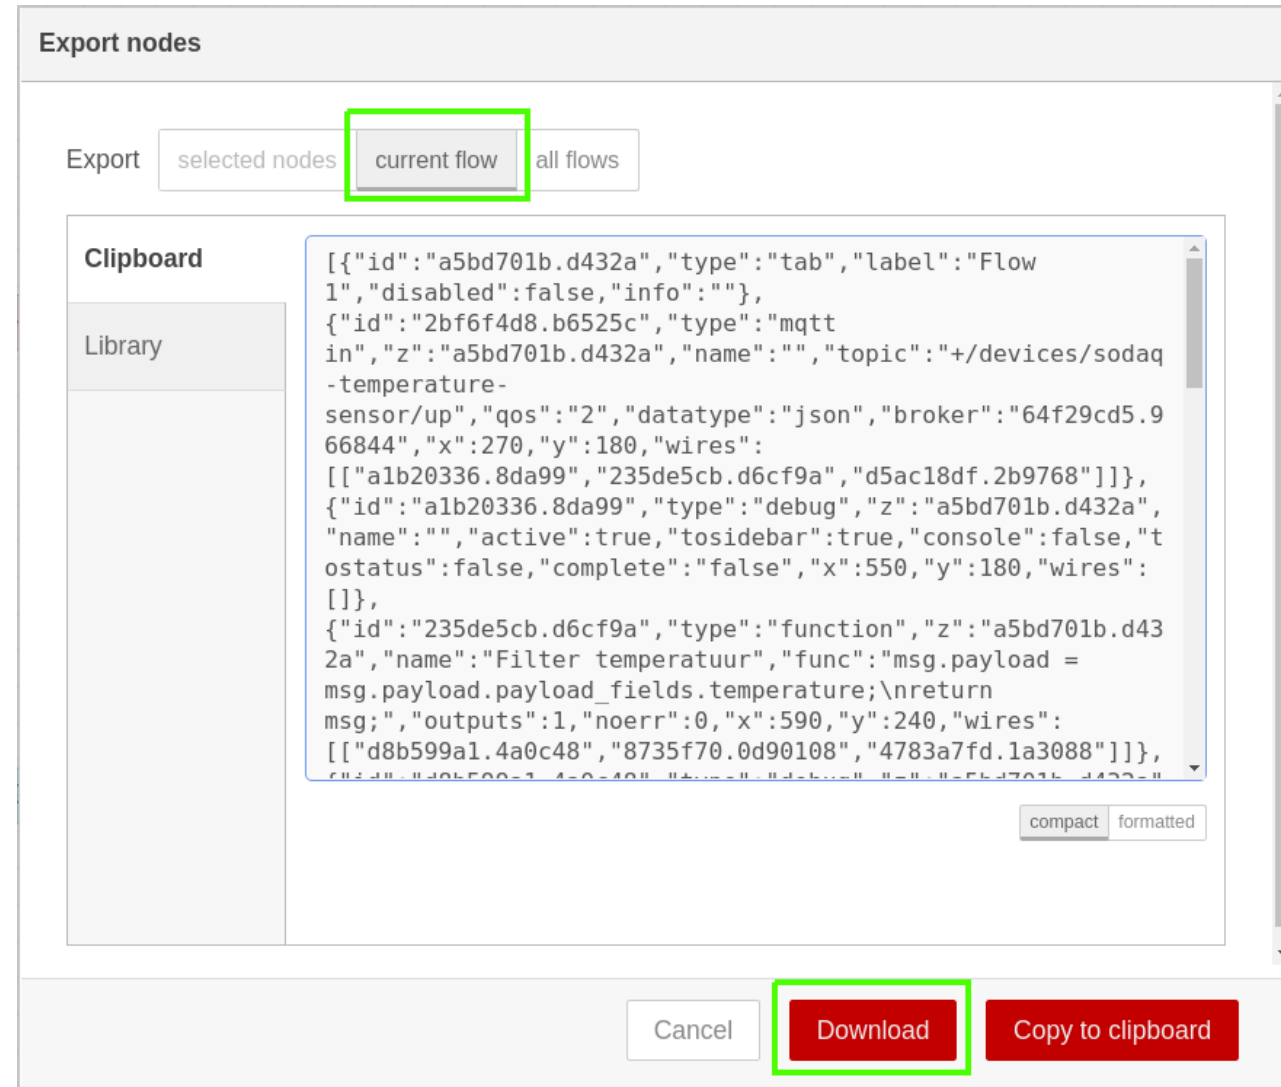 Export nodes
Export selected nodes current flow all flows
Clipboard
Library
[{"id":"a5bd701b.d432a","type":"tab","label":"Flow
1","disabled":false,"info":""},
{"id":"2bf6f4d8.b6525c","type":"mqtt
in","z":"a5bd701b.d432a","name":"","topic":"+/devices/sodaq
-temperature-
sensor/up","qos":"2","datatype":"json","broker":"64f29cd5.9
66844","x":270,"y":180,"wires":
[["a1b20336.8da99","235de5cb.d6cf9a","d5ac18df.2b9768"]]},
{"id":"a1b20336.8da99","type":"debug","z":"a5bd701b.d432a",
"name":"","active":true,"tosidebar":true,"console":false,"t
ostatus":false,"complete":"false","x":550,"y":180,"wires":
[]},
{"id":"235de5cb.d6cf9a","type":"function","z":"a5bd701b.d43
2a","name":"Filter temperatuur","func":"msg.payload =
msg.payload.payload_fields.temperature;\nreturn
msg;","outputs":1,"noerr":0,"x":590,"y":240,"wires":
[["d8b599a1.4a0c48","8735f70.0d90108","4783a7fd.1a3088"]]},
compact formatted
Cancel Download Copy to clipboard